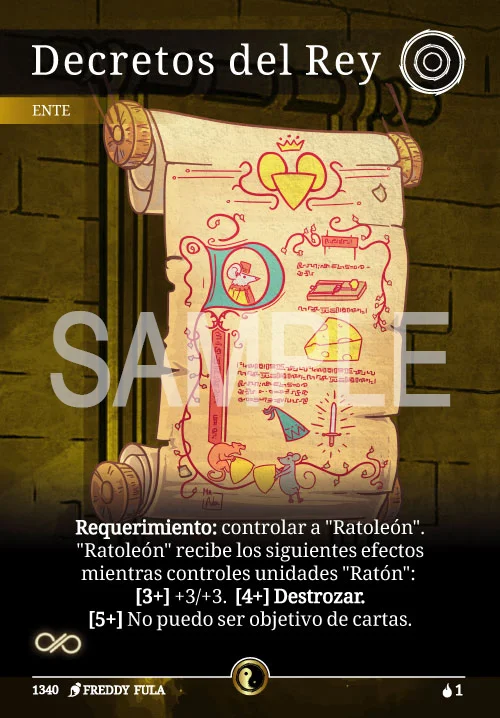 Decretos del Rey
ENTE
SAMPLE
Requerimiento: controlar a "Ratoleón".
"Ratoleón" recibe los siguientes efectos
mientras controles unidades "Ratón":
[3+] +3/+3. [4+] Destrozar.
[5+] No puedo ser objetivo de cartas.
1340 FREDDY FULA
1